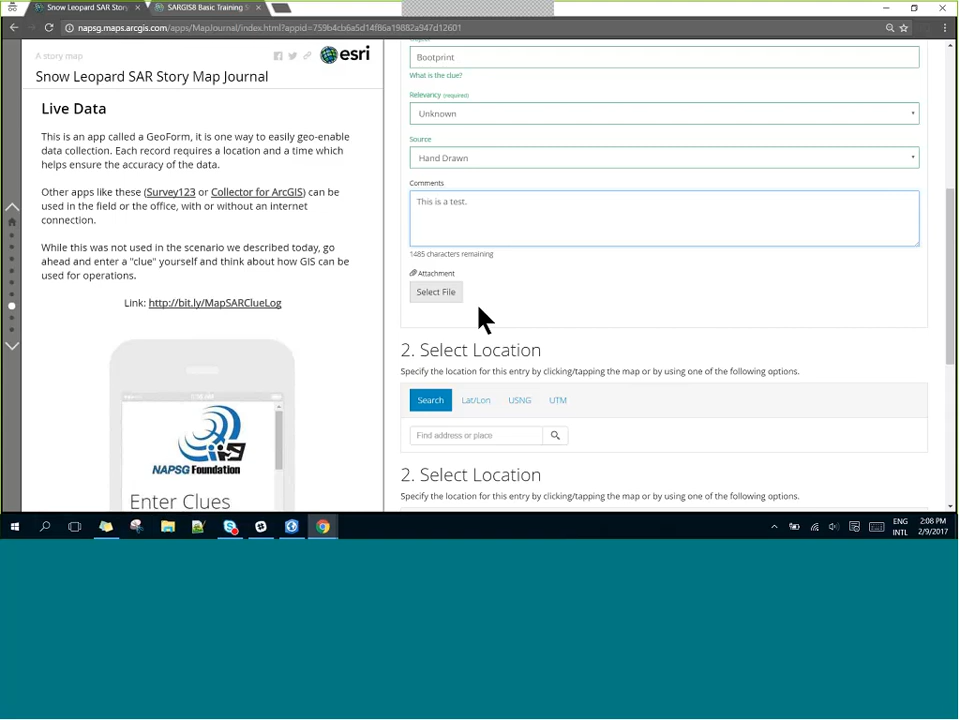 Snow Leopard SAR Story
SARGIS8 Basic Training S
napsg.maps.arcgis.com/apps/MapJournal/index.html?appid=759b4cb6a5d14f86a19882a947d12601
A story map
esri
Snow Leopard SAR Story Map Journal
Live Data
This is an app called a GeoForm, it is one way to easily geo-enable
data collection. Each record requires a location and a time which
helps ensure the accuracy of the data.
Other apps like these (Survey123 or Collector for ArcGIS) can be
used in the field or the office, with or without an internet
connection.
While this was not used in the scenario we described today, go
ahead and enter a "clue" yourself and think about how GIS can be
used for operations.
Link: http://bit.ly/MapSARClueLog
NAPSG Foundation
Enter Clues
Bootprint
What is the clue?
Relevancy (required)
Unknown
Source
Hand Drawn
Comments
This is a test.
1485 characters remaining
Attachment
Select File
2. Select Location
Specify the location for this entry by clicking/tapping the map or by using one of the following options.
Search
Lat/Lon
USNG
UTM
Find address or place
2. Select Location
Specify the location for this entry by clicking/tapping the map or by using one of the following options.
ENG
INTL
2:08 PM
2/9/2017